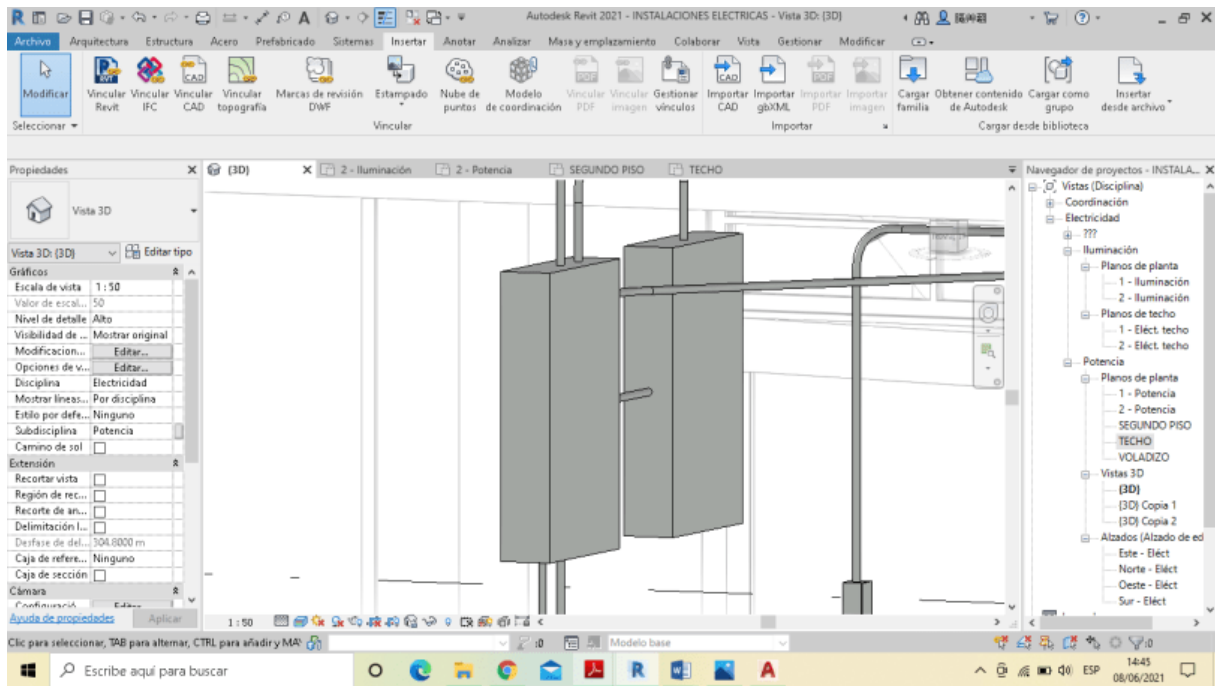 Autodesk Revit 2021 - INSTALACIONES ELECTRICAS - Vista 3D: {3D}
Archivo Arquitectura Estructura Acero Prefabricado Sistemas Insertar Anotar Analizar Masa y emplazamiento Colaborar Vista Gestionar Modificar
Modificar
Vincular Revit
Vincular IFC
Vincular CAD
Vincular topografía
Marcas de revisión DWF
Estampado
Nube de puntos
Modelo de coordinación
Vincular PDF
Vincular imagen
Gestionar vínculos
Importar CAD
Importar gbXML
Importar PDF
Importar imagen
Cargar familia
Obtener contenido de Autodesk
Cargar como grupo
Insertar desde archivo
Seleccionar Vincular Importar Cargar desde biblioteca
Propiedades
Vista 3D
Vista 3D: {3D} Editar tipo
Gráficos
Escala de vista 1 : 50
Valor de escal... 50
Nivel de detalle Alto
Visibilidad de ... Mostrar original
Modificacion... Editar...
Opciones de v... Editar...
Disciplina Electricidad
Mostrar líneas... Por disciplina
Estilo por defe... Ninguno
Subdisciplina Potencia
Camino de sol
Extensión
Recortar vista
Región de rec...
Recorte de an...
Delimitación l...
Desfase de del... 304.8000 m
Caja de refere... Ninguno
Caja de sección
Cámara
Configuració... Editar...
Ayuda de propiedades Aplicar
{3D} 2 - Iluminación 2 - Potencia SEGUNDO PISO TECHO
1 : 50
Navegador de proyectos - INSTALA...
Vistas (Disciplina)
Coordinación
Electricidad
???
Iluminación
Planos de planta
1 - Iluminación
2 - Iluminación
Planos de techo
1 - Eléct. techo
2 - Eléct. techo
Potencia
Planos de planta
1 - Potencia
2 - Potencia
SEGUNDO PISO
TECHO
VOLADIZO
Vistas 3D
{3D}
{3D} Copia 1
{3D} Copia 2
Alzados (Alzado de ed
Este - Eléct
Norte - Eléct
Oeste - Eléct
Sur - Eléct
Clic para seleccionar, TAB para alternar, CTRL para añadir y MA :0 Modelo base :0
Escribe aquí para buscar
ESP
14:45
08/06/2021